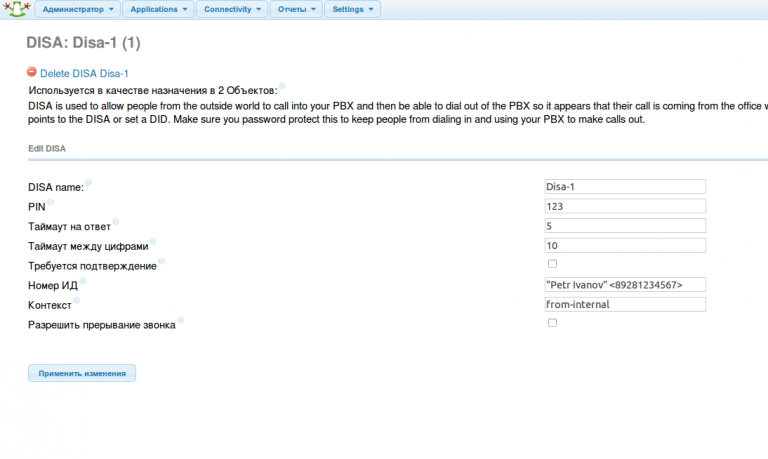 Администратор Applications Connectivity Отчеты Settings
DISA: Disa-1 (1)
Delete DISA Disa-1
Используется в качестве назначения в 2 Объектов:
DISA is used to allow people from the outside world to call into your PBX and then be able to dial out of the PBX so it appears that their call is coming from the office w
points to the DISA or set a DID. Make sure you password protect this to keep people from dialing in and using your PBX to make calls out.
Edit DISA
DISA name: Disa-1
PIN 123
Таймаут на ответ 5
Таймаут между цифрами 10
Требуется подтверждение
Номер ИД "Petr Ivanov" <89281234567>
Контекст from-internal
Разрешить прерывание звонка
Применить изменения